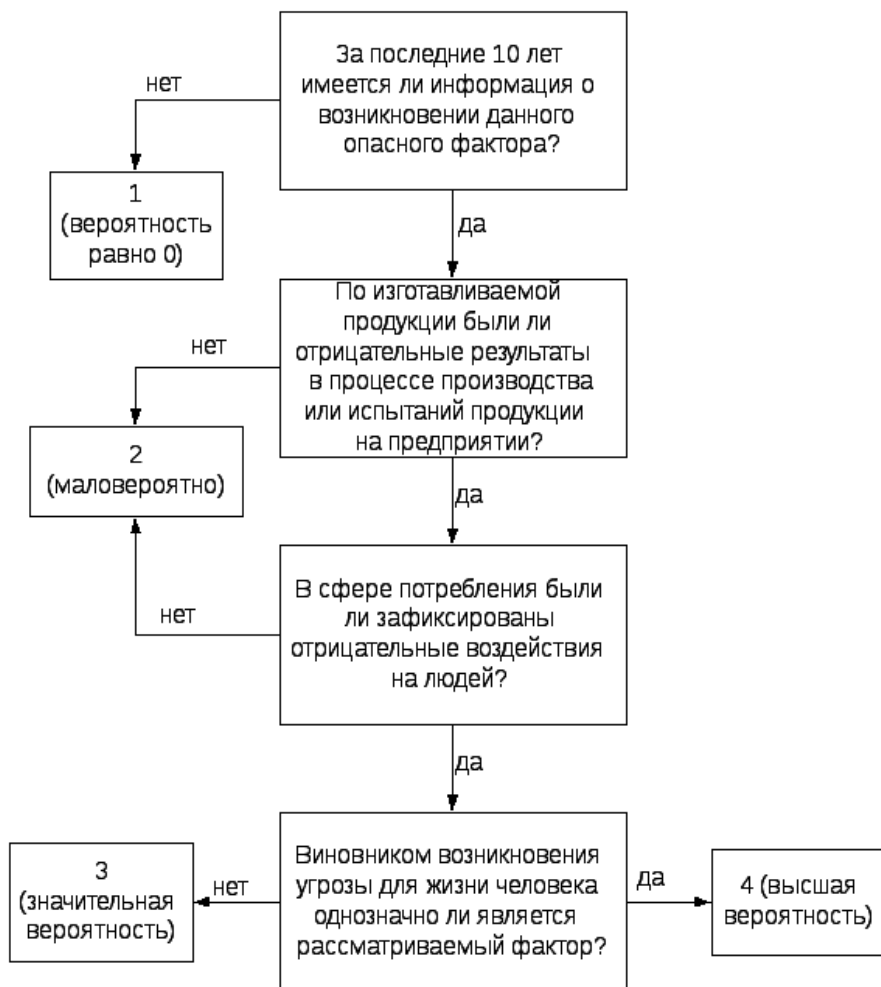 За последние 10 лет
имеется ли информация о
возникновении данного
опасного фактора?
нет
1
(вероятность
равно 0)
да
По изготавливаемой
продукции были ли
отрицательные результаты
в процессе производства
или испытаний продукции
на предприятии?
нет
2
(маловероятно)
да
В сфере потребления были
ли зафиксированы
отрицательные воздействия
на людей?
нет
да
Виновником возникновения
угрозы для жизни человека
однозначно ли является
рассматриваемый фактор?
нет
3
(значительная
вероятность)
да
4 (высшая
вероятность)